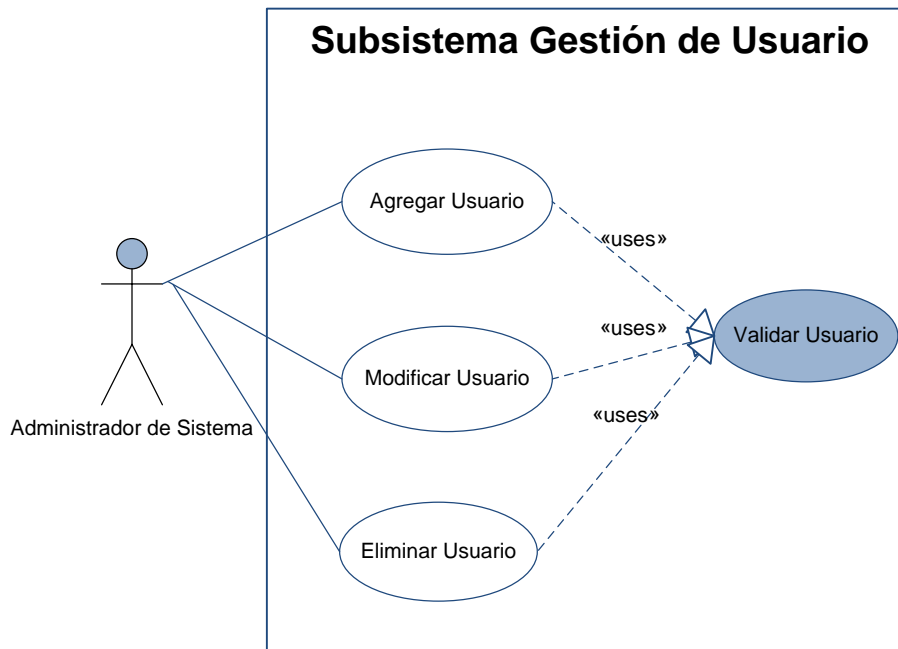 Subsistema Gestión de Usuario
Agregar Usuario
«uses»
Validar Usuario
«uses»
Modificar Usuario
«uses»
Administrador de Sistema
Eliminar Usuario